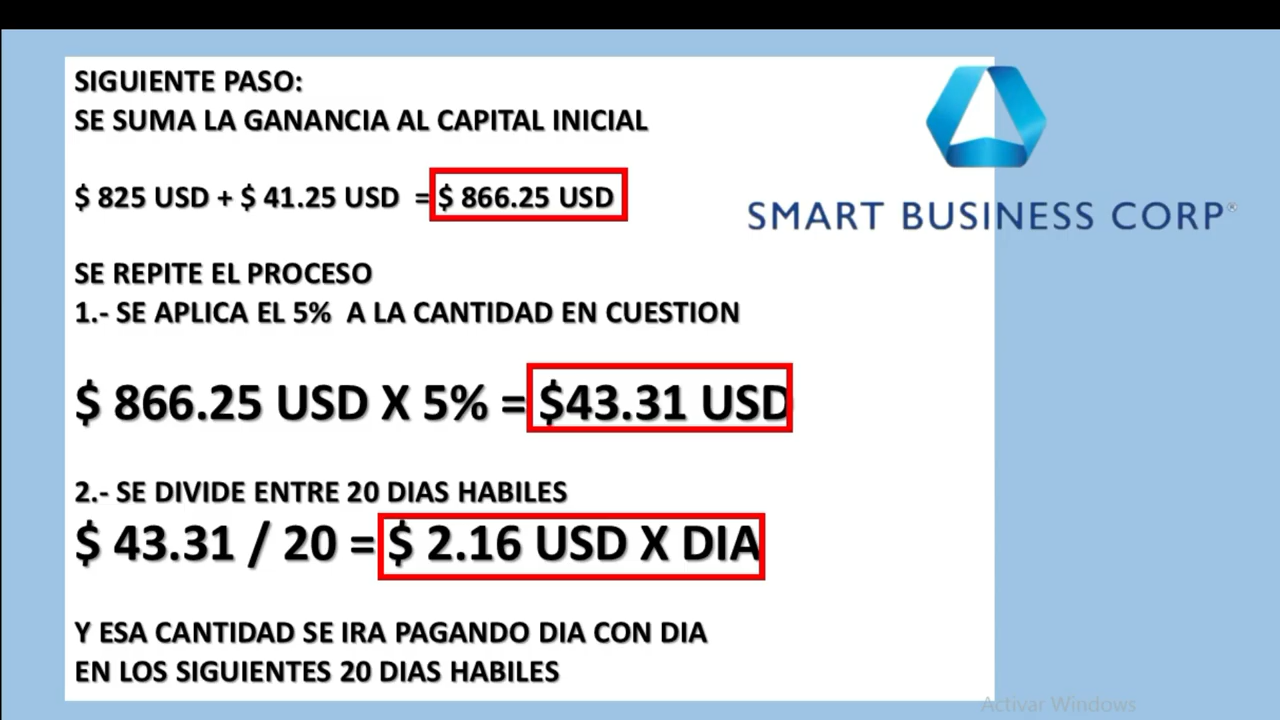 SIGUIENTE PASO:
SE SUMA LA GANANCIA AL CAPITAL INICIAL
$ 825 USD + $ 41.25 USD = $ 866.25 USD
SMART BUSINESS CORP®
SE REPITE EL PROCESO
1.- SE APLICA EL 5% A LA CANTIDAD EN CUESTION
$ 866.25 USD X 5% = $43.31 USD
2.- SE DIVIDE ENTRE 20 DIAS HABILES
$ 43.31 / 20 = $ 2.16 USD X DIA
Y ESA CANTIDAD SE IRA PAGANDO DIA CON DIA
EN LOS SIGUIENTES 20 DIAS HABILES
Activar Windows